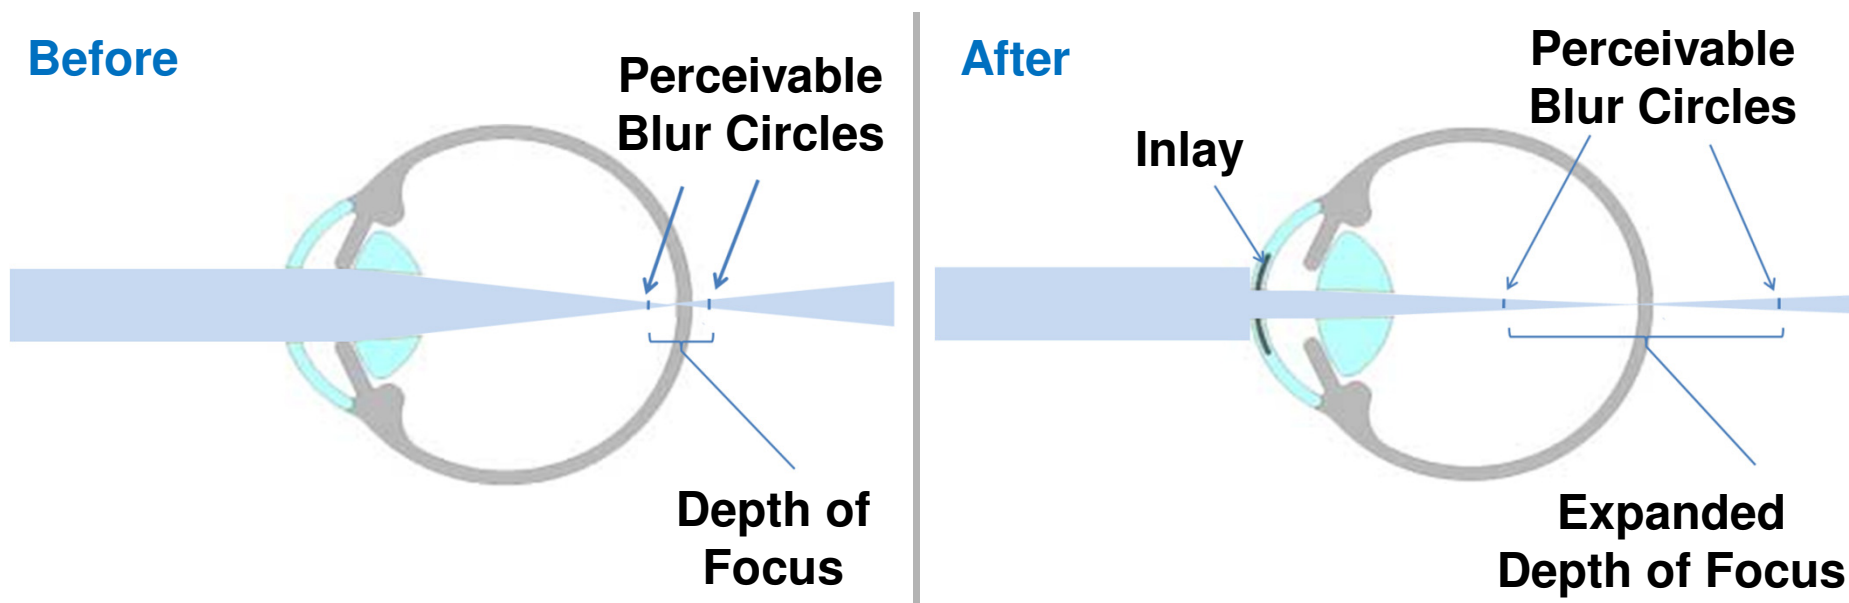 Before
Perceivable
Blur Circles
Depth of
Focus
After
Inlay
Perceivable
Blur Circles
Expanded
Depth of Focus